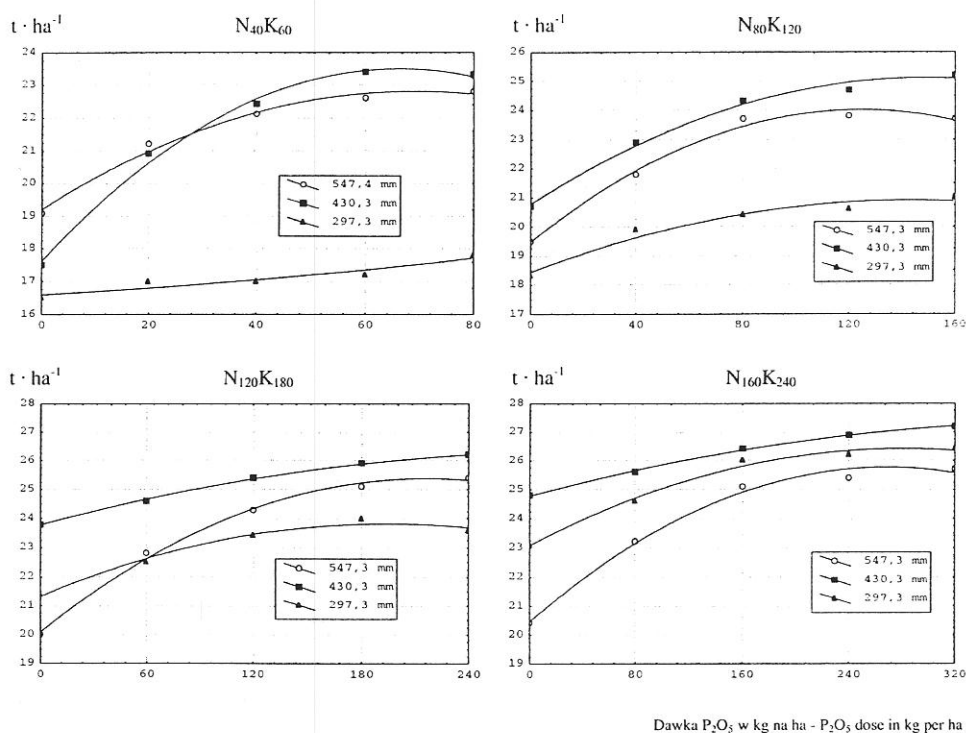 t · ha⁻¹ N₄₀K₆₀
24
23
22
21
20
19
18
17
16
0 20 40 60 80
547,4 mm
430,3 mm
297,3 mm
t · ha⁻¹ N₈₀K₁₂₀
26
25
24
23
22
21
20
19
18
17
16
0 40 80 120 160
547,3 mm
430,3 mm
297,3 mm
t · ha⁻¹ N₁₂₀K₁₈₀
28
27
26
25
24
23
22
21
20
19
0 60 120 180 240
547,3 mm
430,3 mm
297,3 mm
t · ha⁻¹ N₁₆₀K₂₄₀
28
27
26
25
24
23
22
21
20
19
0 80 160 240 320
547,3 mm
430,3 mm
297,3 mm
Dawka P₂O₅ w kg na ha - P₂O₅ dose in kg per ha